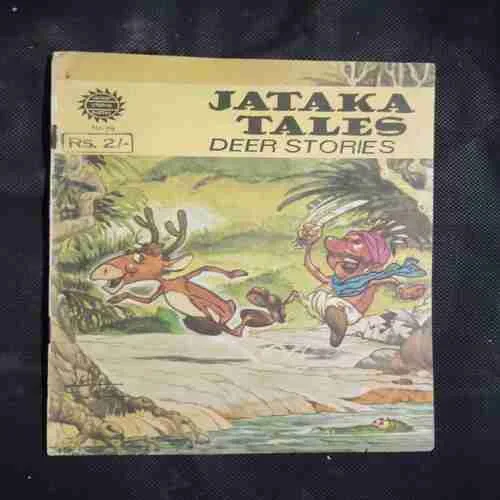 JATAKA
TALES
DEER STORIES
Rs. 2/-